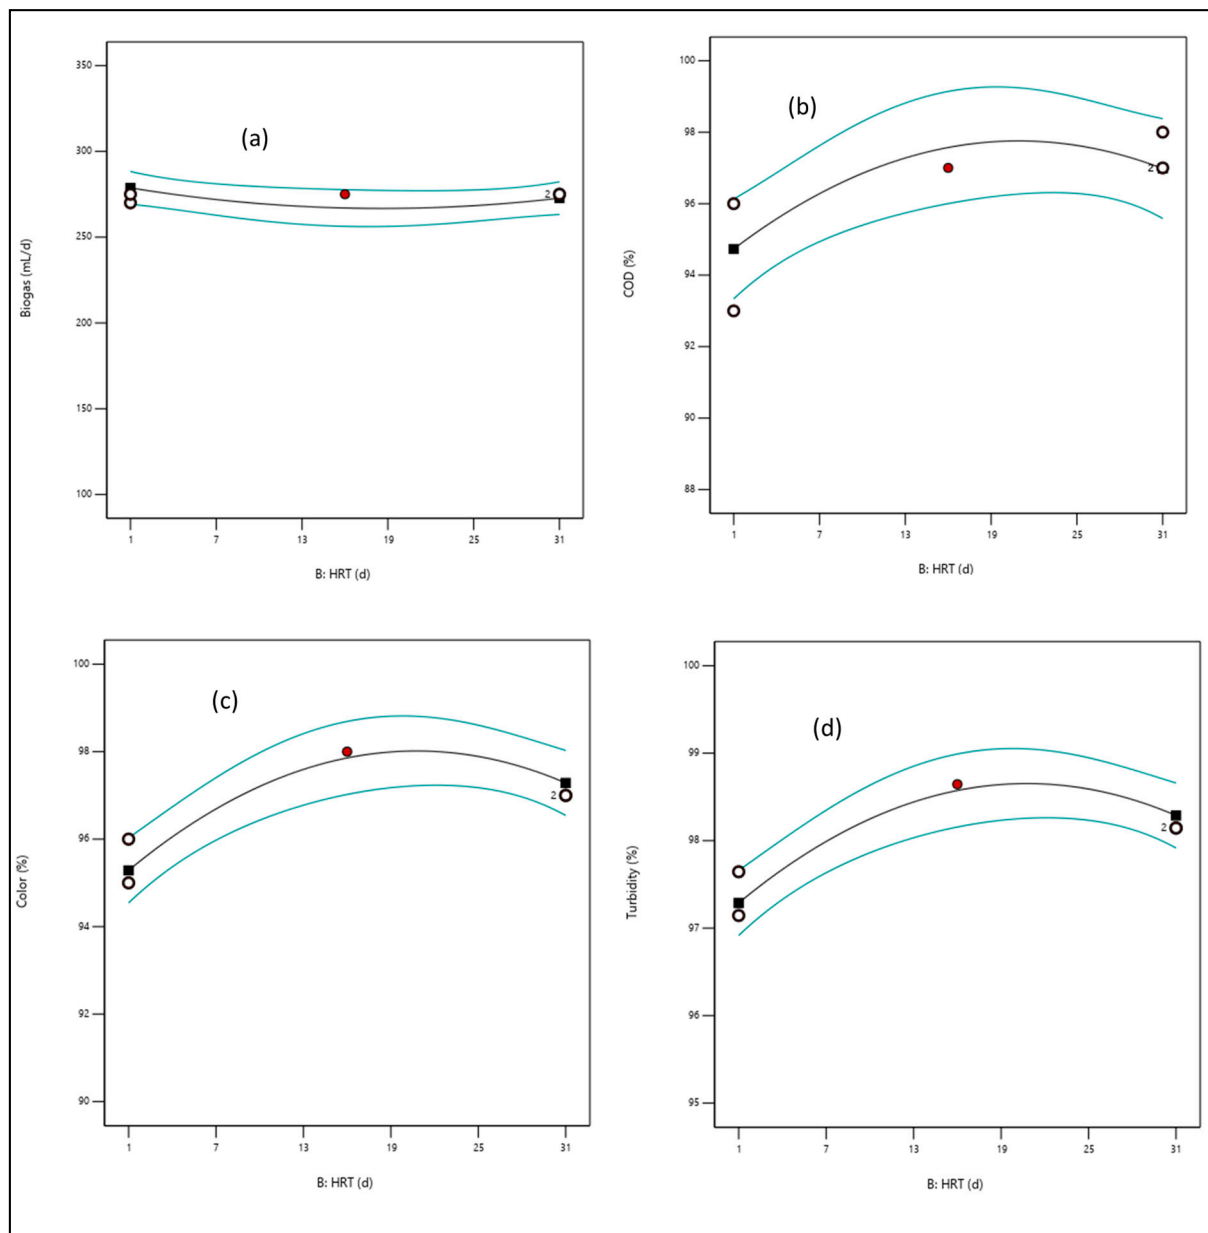 (a)
350
300
250
200
150
100
Biogas (mL/d)
2
1 7 13 19 25 31
B: HRT (d)
(b)
100
98
96
94
92
90
88
COD (%)
2
1 7 13 19 25 31
B: HRT (d)
(c)
100
98
96
94
92
90
Color (%)
2
1 7 13 19 25 31
B: HRT (d)
(d)
100
99
98
97
96
95
Turbidity (%)
2
1 7 13 19 25 31
B: HRT (d)